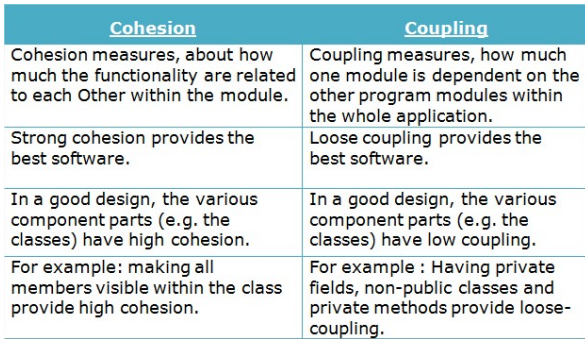 Cohesion
Coupling
Cohesion measures, about how
much the functionality are related
to each Other within the module.
Coupling measures, how much
one module is dependent on the
other program modules within
the whole application.
Strong cohesion provides the
best software.
Loose coupling provides the
best software.
In a good design, the various
component parts (e.g. the
classes) have high cohesion.
In a good design, the various
component parts (e.g. the
classes) have low coupling.
For example: making all
members visible within the class
provide high cohesion.
For example : Having private
fields, non-public classes and
private methods provide loose-
coupling.